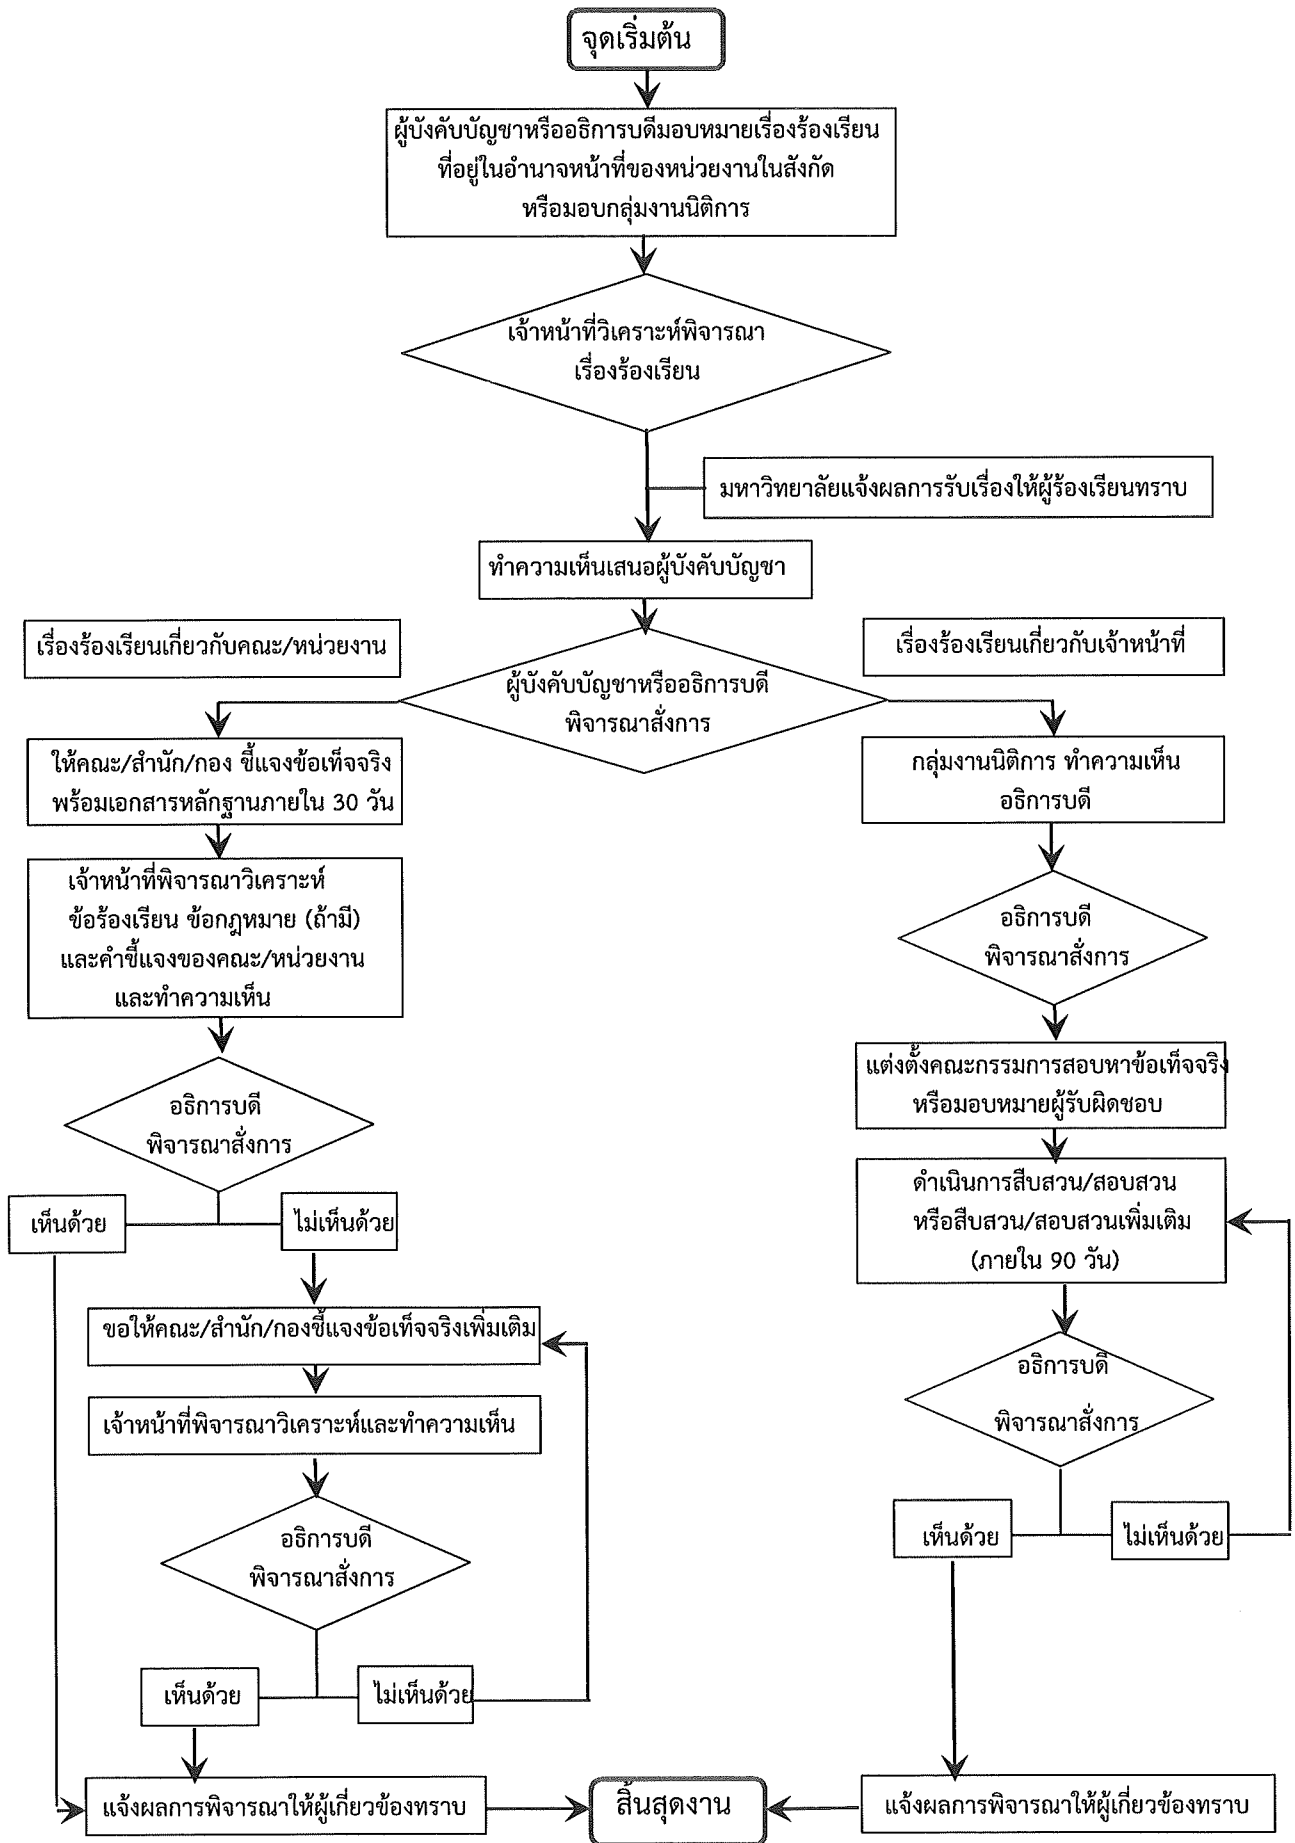 จุดเริ่มต้น
ผู้บังคับบัญชาหรืออธิการบดีมอบหมายเรื่องร้องเรียน
ที่อยู่ในอำนาจหน้าที่ของหน่วยงานในสังกัด
หรือมอบกลุ่มงานนิติการ
เจ้าหน้าที่วิเคราะห์พิจารณา
เรื่องร้องเรียน
มหาวิทยาลัยแจ้งผลการรับเรื่องให้ผู้ร้องเรียนทราบ
ทำความเห็นเสนอผู้บังคับบัญชา
ผู้บังคับบัญชาหรืออธิการบดี
พิจารณาสั่งการ
เรื่องร้องเรียนเกี่ยวกับคณะ/หน่วยงาน
ให้คณะ/สำนัก/กอง ชี้แจงข้อเท็จจริง
พร้อมเอกสารหลักฐานภายใน 30 วัน
เจ้าหน้าที่พิจารณาวิเคราะห์
ข้อร้องเรียน ข้อกฎหมาย (ถ้ามี)
และคำชี้แจงของคณะ/หน่วยงาน
และทำความเห็น
อธิการบดี
พิจารณาสั่งการ
เห็นด้วย
ไม่เห็นด้วย
ขอให้คณะ/สำนัก/กองชี้แจงข้อเท็จจริงเพิ่มเติม
เจ้าหน้าที่พิจารณาวิเคราะห์และทำความเห็น
อธิการบดี
พิจารณาสั่งการ
เห็นด้วย
ไม่เห็นด้วย
แจ้งผลการพิจารณาให้ผู้เกี่ยวข้องทราบ
เรื่องร้องเรียนเกี่ยวกับเจ้าหน้าที่
กลุ่มงานนิติการ ทำความเห็น
อธิการบดี
อธิการบดี
พิจารณาสั่งการ
แต่งตั้งคณะกรรมการสอบหาข้อเท็จจริง
หรือมอบหมายผู้รับผิดชอบ
ดำเนินการสืบสวน/สอบสวน
หรือสืบสวน/สอบสวนเพิ่มเติม
(ภายใน 90 วัน)
อธิการบดี
พิจารณาสั่งการ
เห็นด้วย
ไม่เห็นด้วย
แจ้งผลการพิจารณาให้ผู้เกี่ยวข้องทราบ
สิ้นสุดงาน